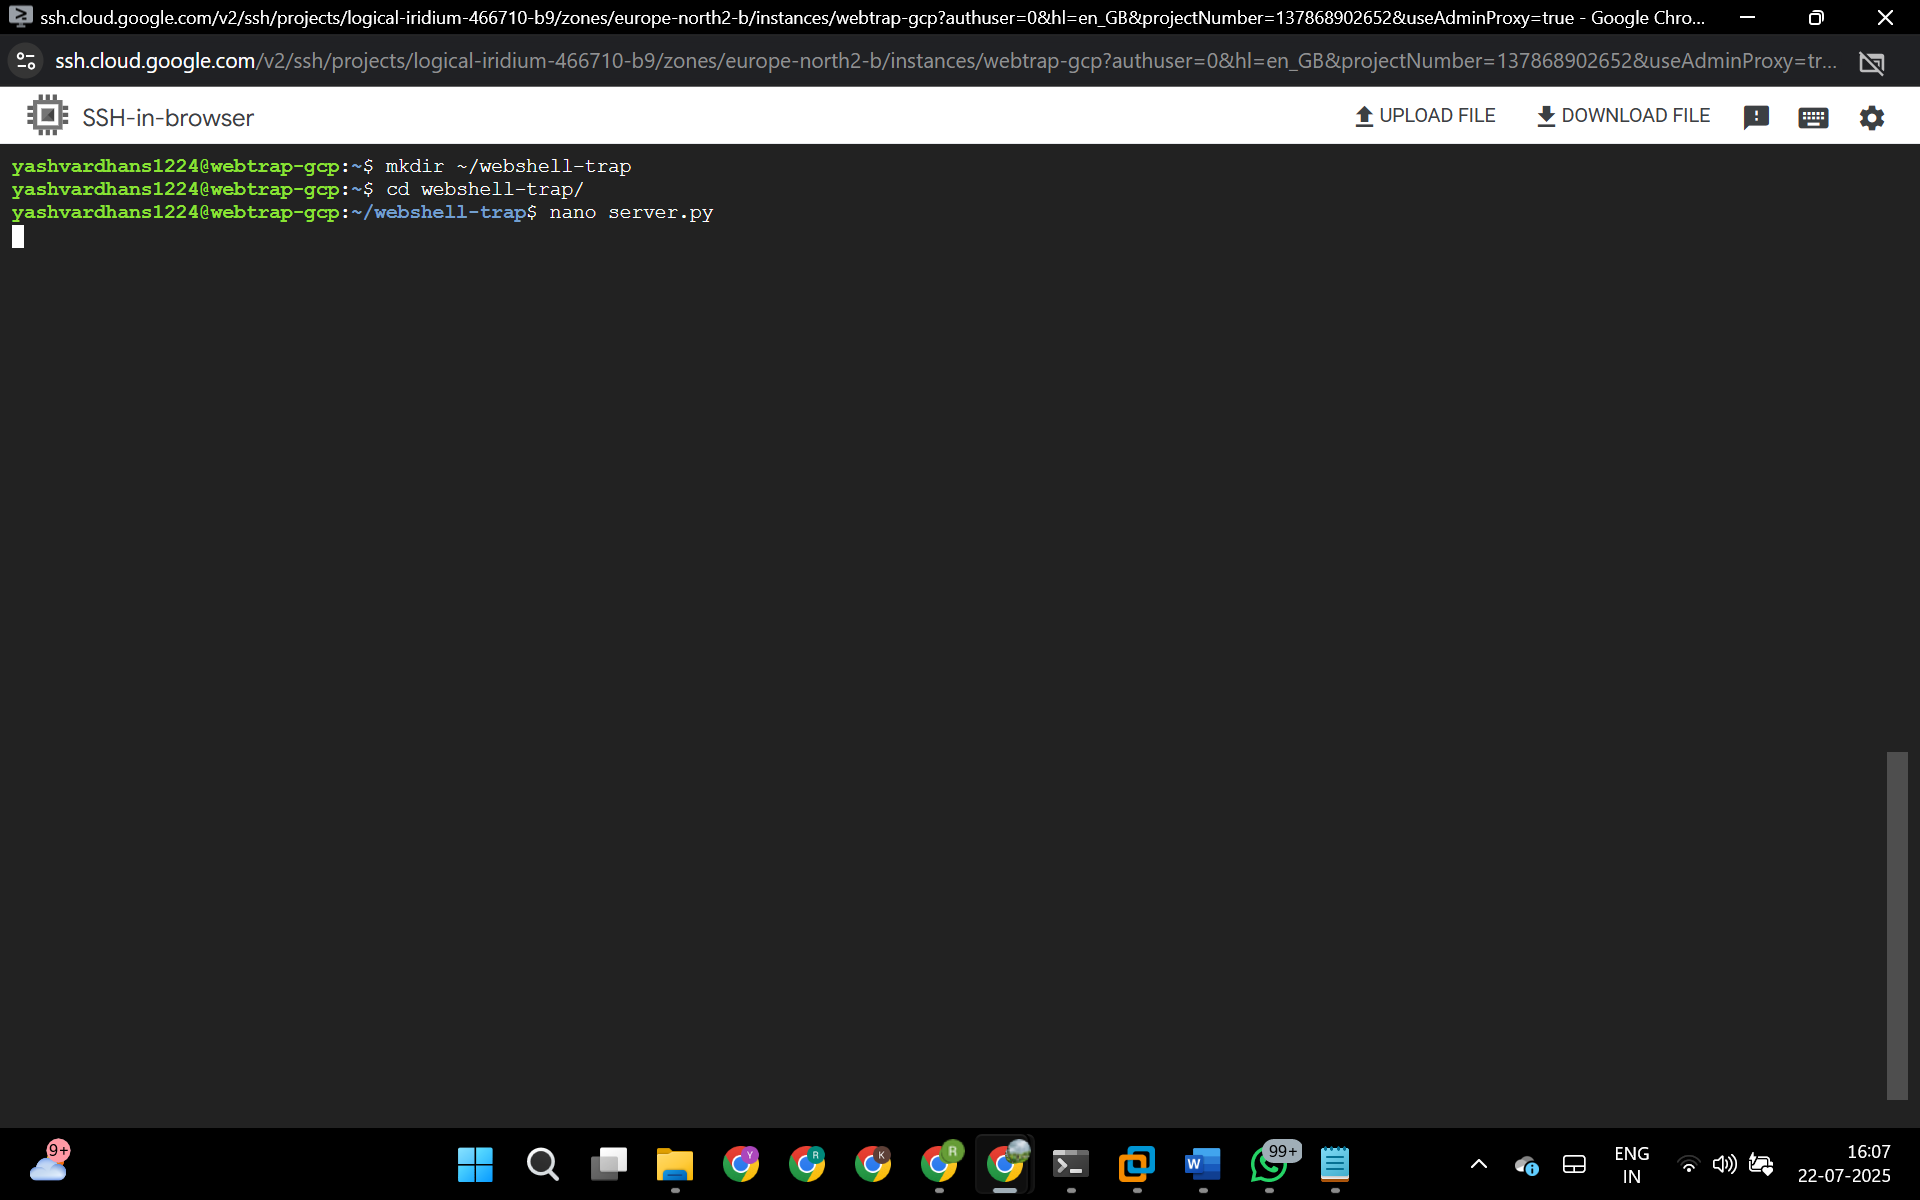 ssh.cloud.google.com/v2/ssh/projects/logical-iridium-466710-b9/zones/europe-north2-b/instances/webtrap-gcp?authuser=0&hl=en_GB&projectNumber=137868902652&useAdminProxy=true - Google Chro...
ssh.cloud.google.com/v2/ssh/projects/logical-iridium-466710-b9/zones/europe-north2-b/instances/webtrap-gcp?authuser=0&hl=en_GB&projectNumber=137868902652&useAdminProxy=tr...
SSH-in-browser
UPLOAD FILE
DOWNLOAD FILE
yashvardhans1224@webtrap-gcp:~$ mkdir ~/webshell-trap
yashvardhans1224@webtrap-gcp:~$ cd webshell-trap/
yashvardhans1224@webtrap-gcp:~/webshell-trap$ nano server.py
9+
Y
R
K
R
W
99+
ENG
IN
16:07
22-07-2025